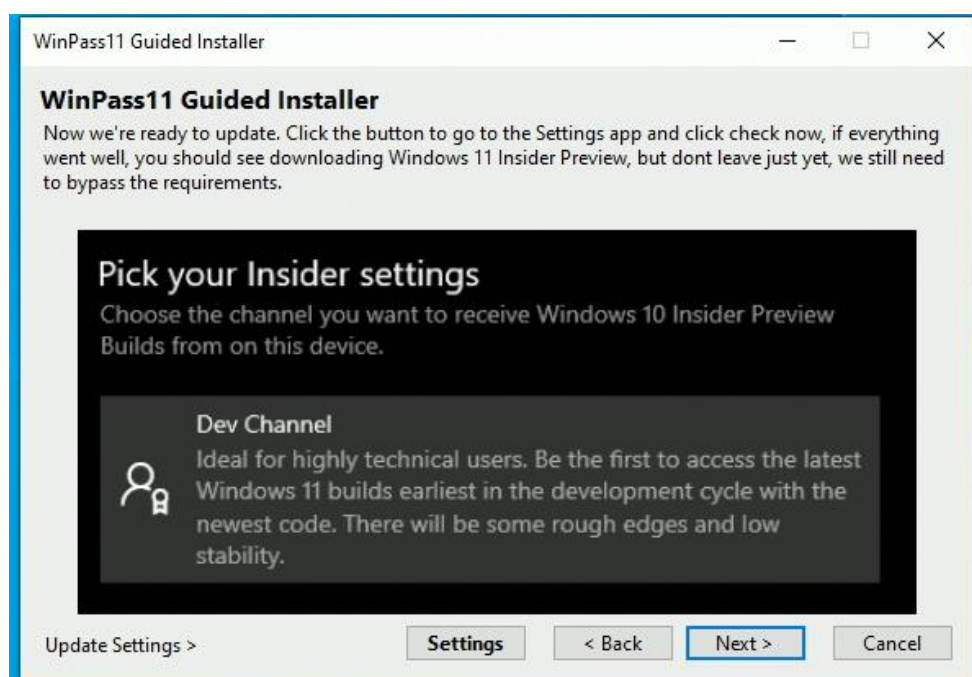 WinPass11 Guided Installer
WinPass11 Guided Installer
Now we're ready to update. Click the button to go to the Settings app and click check now, if everything
went well, you should see downloading Windows 11 Insider Preview, but dont leave just yet, we still need
to bypass the requirements.
Pick your Insider settings
Choose the channel you want to receive Windows 10 Insider Preview
Builds from on this device.
Dev Channel
Ideal for highly technical users. Be the first to access the latest
Windows 11 builds earliest in the development cycle with the
newest code. There will be some rough edges and low
stability.
Update Settings > Settings < Back Next > Cancel